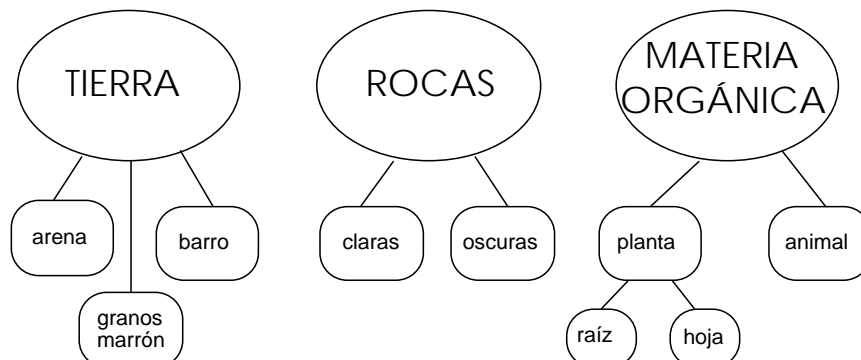 TIERRA
ROCAS
MATERIA
ORGÁNICA
arena
barro
claras
oscuras
planta
animal
granos
marrón
raíz
hoja